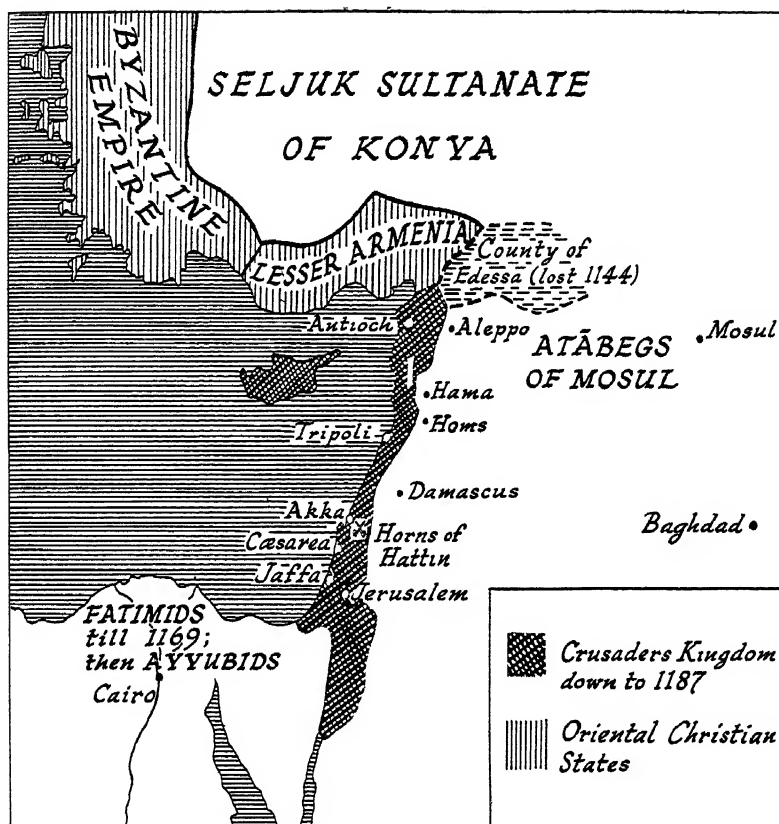 BYZANTINE
EMPIRE
SELJUK SULTANATE
OF KONYA
LESSER ARMENIA
County of
Edessa (lost 1144)
Antioch
Aleppo
Mosul
ATĀBEGS
OF MOSUL
Hama
Homs
Tripoli
Damascus
Akka
Horns of
Hattin
Cæsarea
Baghdad
Jaffa
Jerusalem
FATIMIDS
till 1169;
then AYYUBIDS
Cairo
Crusaders Kingdom
down to 1187
Oriental Christian
States